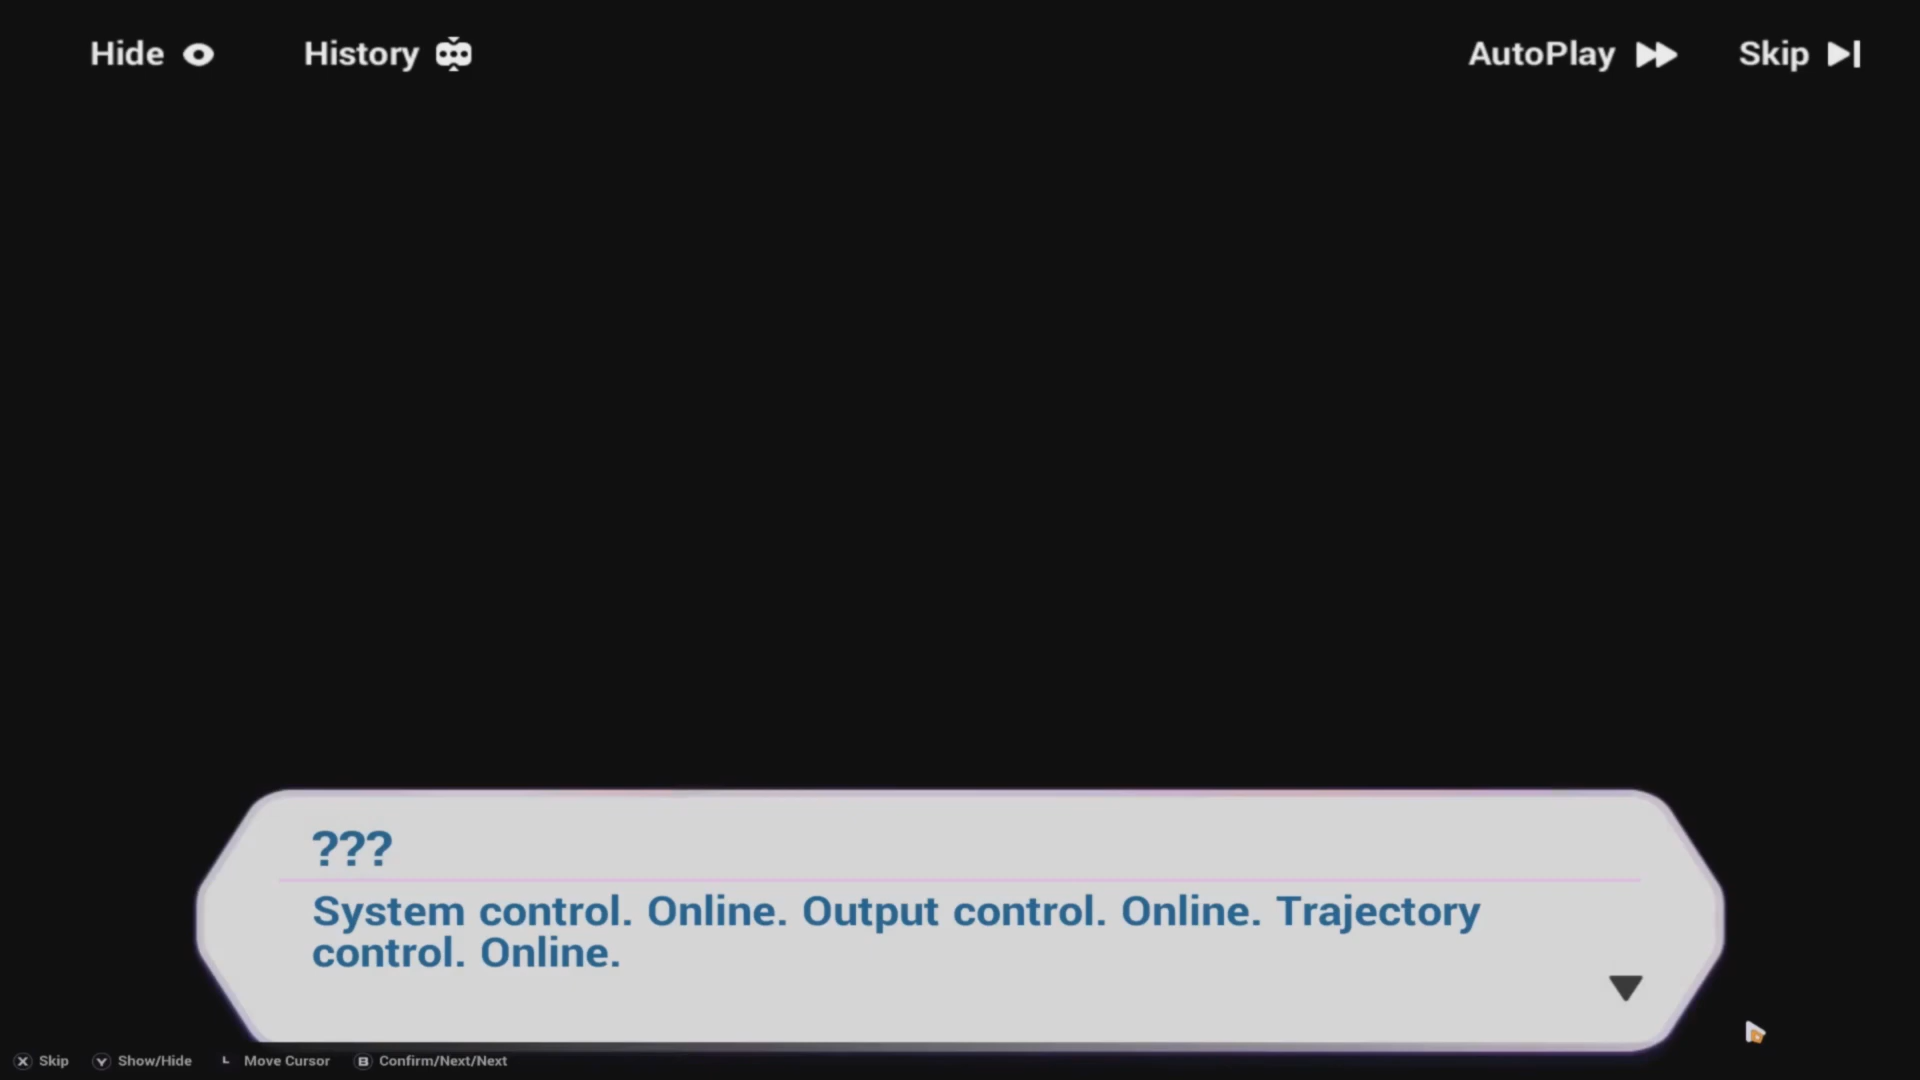 Hide
History
AutoPlay
Skip
???
System control. Online. Output control. Online. Trajectory
control. Online.
X Skip Y Show/Hide L Move Cursor B Confirm/Next/Next